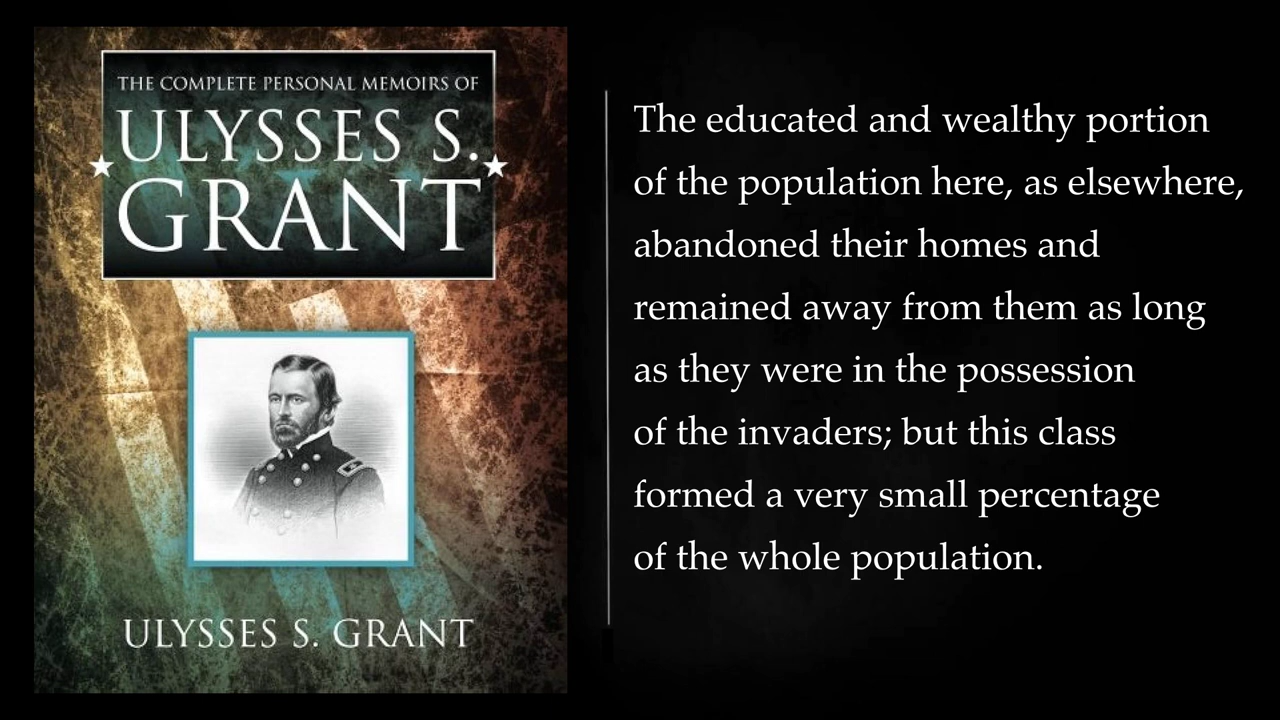 THE COMPLETE PERSONAL MEMOIRS OF
ULYSSES S.
GRANT
ULYSSES S. GRANT
The educated and wealthy portion
of the population here, as elsewhere,
abandoned their homes and
remained away from them as long
as they were in the possession
of the invaders; but this class
formed a very small percentage
of the whole population.